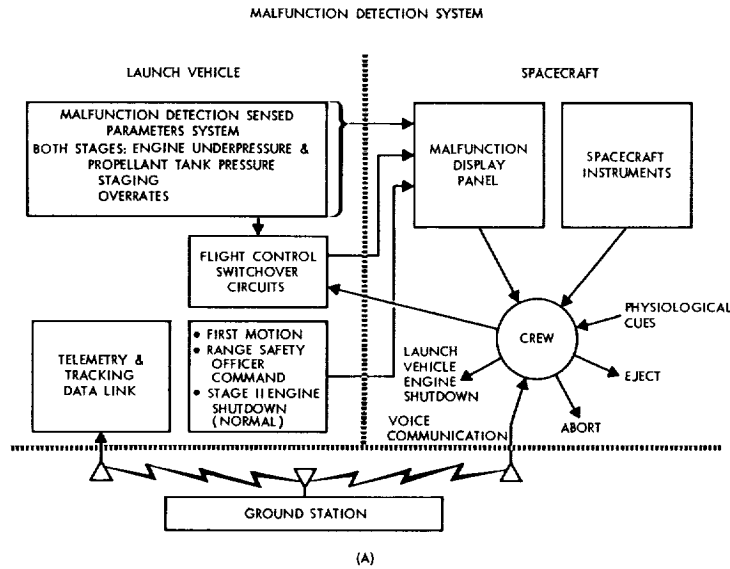 MALFUNCTION DETECTION SYSTEM
LAUNCH VEHICLE
SPACECRAFT
MALFUNCTION DETECTION SENSED
PARAMETERS SYSTEM
BOTH STAGES: ENGINE UNDERPRESSURE &
PROPELLANT TANK PRESSURE
STAGING
OVERRATES
MALFUNCTION
DISPLAY
PANEL
SPACECRAFT
INSTRUMENTS
FLIGHT CONTROL
SWITCHOVER
CIRCUITS
PHYSIOLOGICAL
CUES
CREW
TELEMETRY &
TRACKING
DATA LINK
• FIRST MOTION
• RANGE SAFETY
OFFICER
COMMAND
• STAGE II ENGINE
SHUTDOWN
(NORMAL)
LAUNCH
VEHICLE
ENGINE
SHUTDOWN
EJECT
ABORT
VOICE
COMMUNICATION
GROUND STATION
(A)